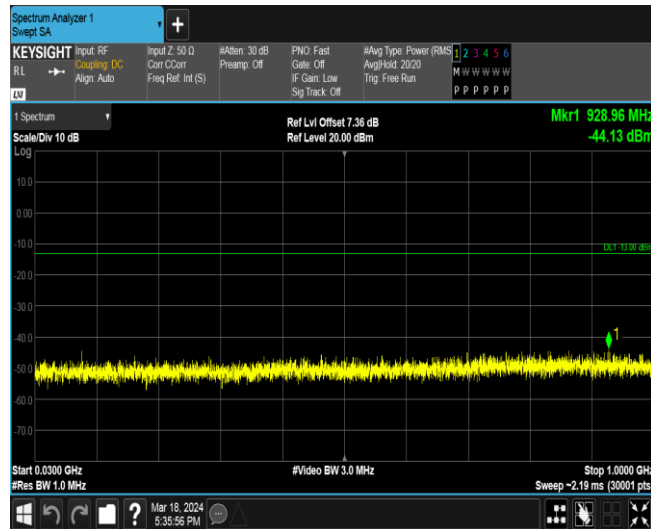 Spectrum Analyzer 1
Swept SA
+
KEYSIGHT
RL
LXI
Input: RF
Coupling: DC
Align: Auto
Input Z: 50 Ω
Corr CCorr
Freq Ref: Int (S)
#Atten: 30 dB
Preamp: Off
PNO: Fast
Gate: Off
IF Gain: Low
Sig Track: Off
#Avg Type: Power (RMS
Avg|Hold: 20/20
Trig: Free Run
1 2 3 4 5 6
M W W W W W
P P P P P P
1 Spectrum
Scale/Div 10 dB
Ref Lvl Offset 7.36 dB
Ref Level 20.00 dBm
Mkr1 928.96 MHz
-44.13 dBm
Log
10.0
0.00
-10.0
DL1 -13.00 dBm
-20.0
-30.0
-40.0
1
-50.0
-60.0
-70.0
Start 0.0300 GHz
#Video BW 3.0 MHz
Stop 1.0000 GHz
#Res BW 1.0 MHz
Sweep ~2.19 ms (30001 pts
?
Mar 18, 2024
5:35:56 PM